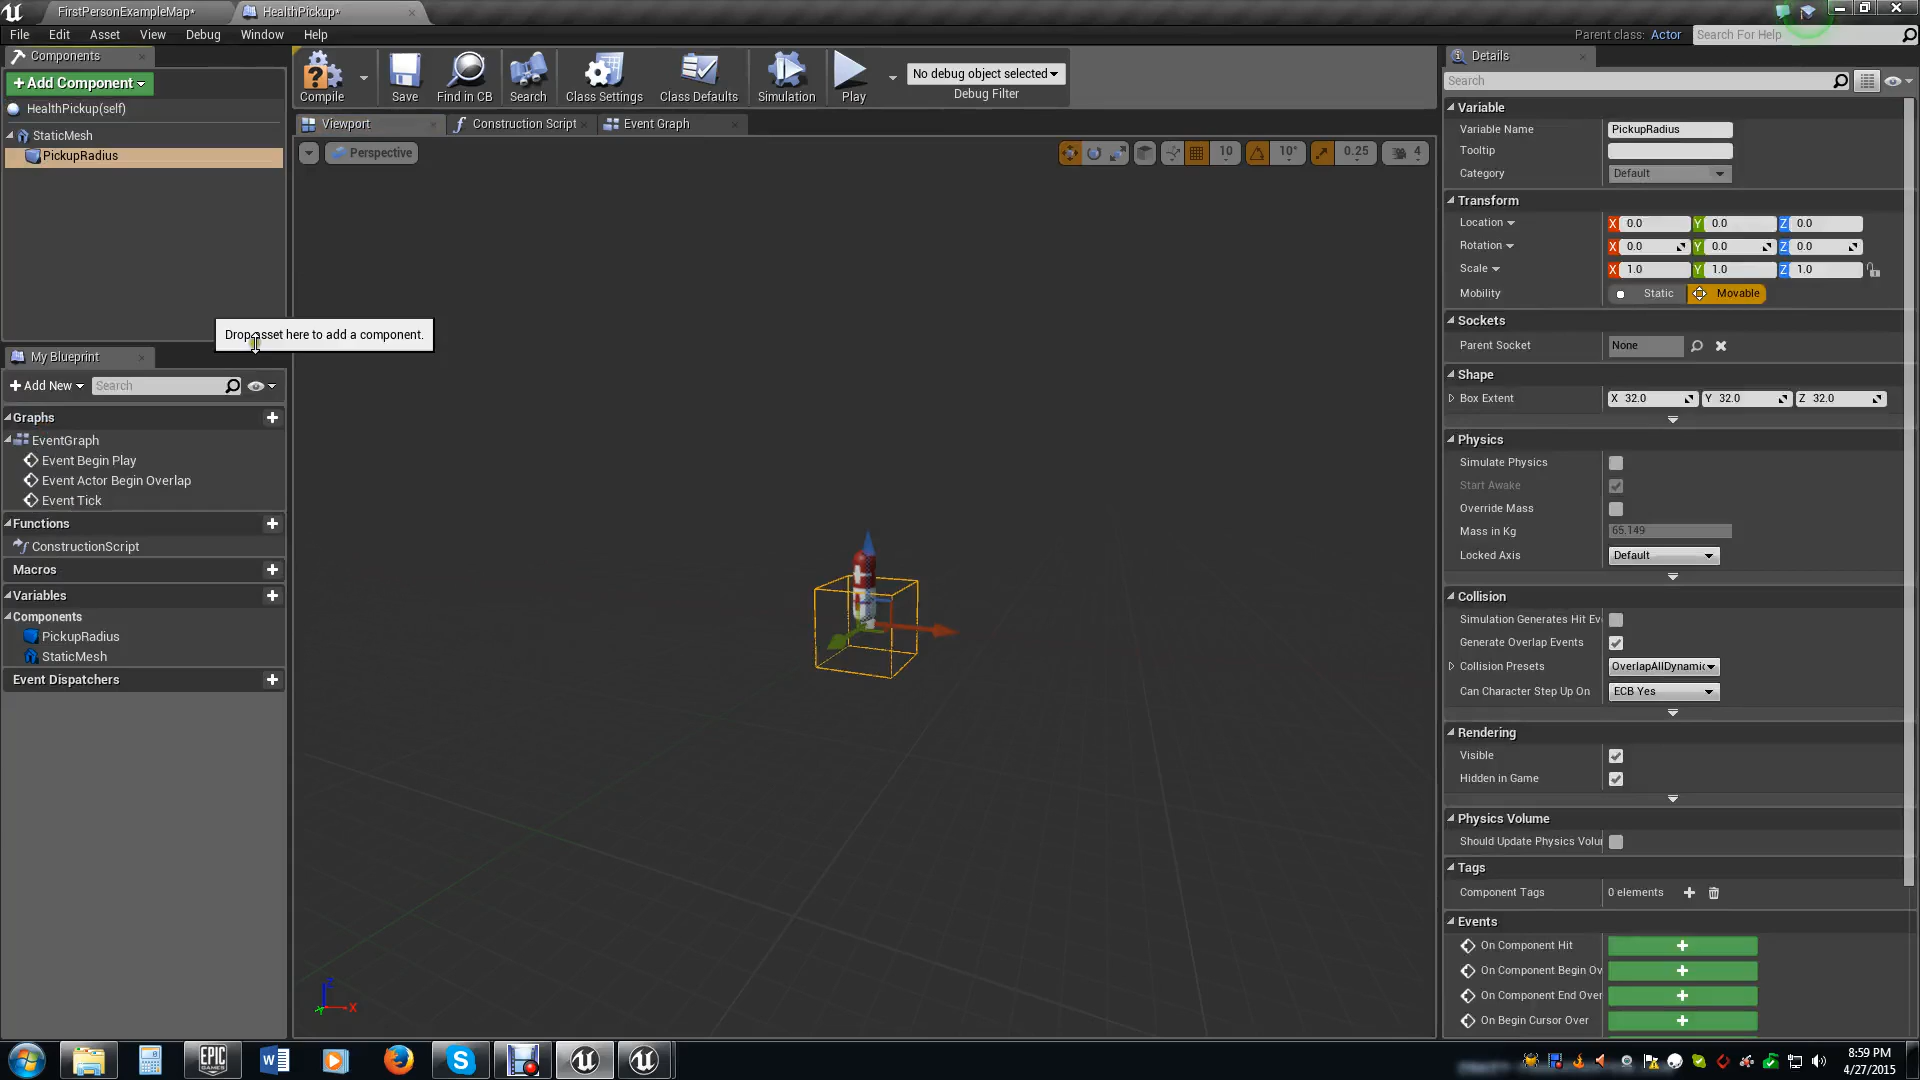 FirstPersonExampleMap*
HealthPickup*
File Edit Asset View Debug Window Help
Parent class: Actor
Search For Help
Components
+Add Component
HealthPickup(self)
StaticMesh
PickupRadius
Compile
Save
Find in CB
Search
Class Settings
Class Defaults
Simulation
Play
No debug object selected
Debug Filter
Viewport
Construction Script
Event Graph
Perspective
10
10°
0.25
4
Drop asset here to add a component.
My Blueprint
+Add New
Search
Graphs
EventGraph
Event Begin Play
Event Actor Begin Overlap
Event Tick
Functions
ConstructionScript
Macros
Variables
Components
PickupRadius
StaticMesh
Event Dispatchers
Z
X
Y
Details
Search
Variable
Variable Name PickupRadius
Tooltip
Category Default
Transform
Location X 0.0 Y 0.0 Z 0.0
Rotation X 0.0 Y 0.0 Z 0.0
Scale X 1.0 Y 1.0 Z 1.0
Mobility Static Movable
Sockets
Parent Socket None
Shape
Box Extent X 32.0 Y 32.0 Z 32.0
Physics
Simulate Physics
Start Awake
Override Mass
Mass in Kg 65.149
Locked Axis Default
Collision
Simulation Generates Hit Ev
Generate Overlap Events
Collision Presets OverlapAllDynamic
Can Character Step Up On ECB Yes
Rendering
Visible
Hidden in Game
Physics Volume
Should Update Physics Volu
Tags
Component Tags 0 elements
Events
On Component Hit
On Component Begin Ov
On Component End Over
On Begin Cursor Over
EPIC GAMES
8:59 PM
4/27/2015